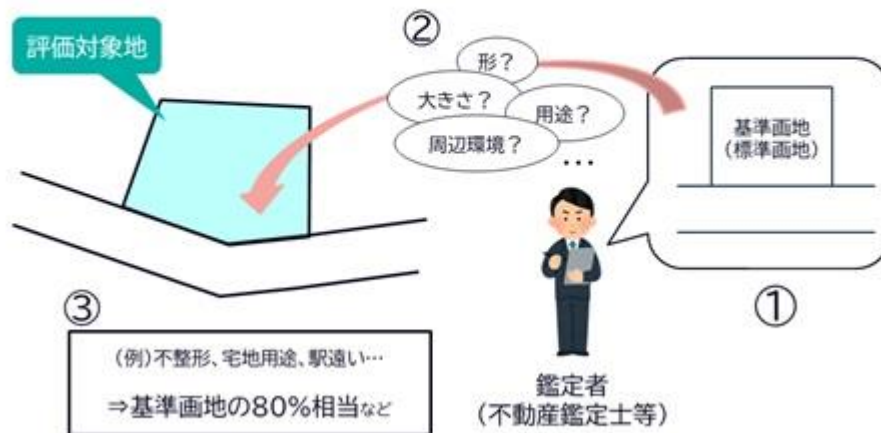 評価対象地
②
形?
大きさ?
用途?
周辺環境?
…
基準画地
(標準画地)
①
③
(例)不整形、宅地用途、駅遠い…
⇒基準画地の80%相当など
鑑定者
(不動産鑑定士等)